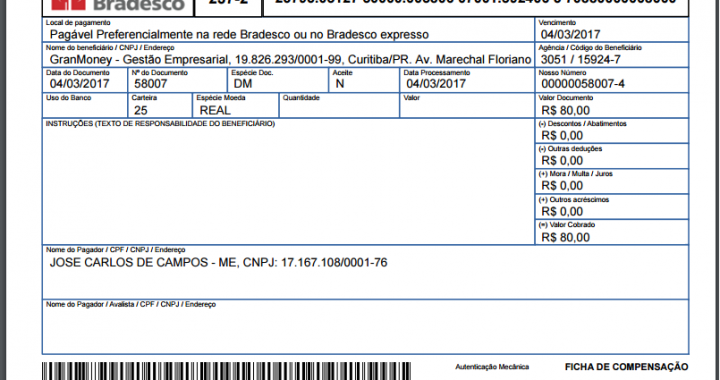 Bradesco
Local de pagamento
Pagável Preferencialmente na rede Bradesco ou no Bradesco expresso
Vencimento
04/03/2017
Nome do beneficiário / CNPJ / Endereço
GranMoney - Gestão Empresarial, 19.826.293/0001-99, Curitiba/PR. Av. Marechal Floriano
Agência / Código do Beneficiário
3051 / 15924-7
Data do Documento
04/03/2017
Nº do Documento
58007
Espécie Doc.
DM
Aceite
N
Data Processamento
04/03/2017
Nosso Número
00000058007-4
Uso do Banco
Carteira
25
Espécie Moeda
REAL
Quantidade
Valor
Valor Documento
R$ 80,00
INSTRUÇÕES (TEXTO DE RESPONSABILIDADE DO BENEFICIÁRIO)
(-) Descontos / Abatimentos
R$ 0,00
(-) Outras deduções
R$ 0,00
(+) Mora / Multa / Juros
R$ 0,00
(+) Outros acréscimos
R$ 0,00
(=) Valor Cobrado
R$ 80,00
Nome do Pagador / CPF / CNPJ / Endereço
JOSE CARLOS DE CAMPOS - ME, CNPJ: 17.167.108/0001-76
Nome do Pagador / Avalista / CPF / CNPJ / Endereço
Autenticação Mecânica
FICHA DE COMPENSAÇÃO